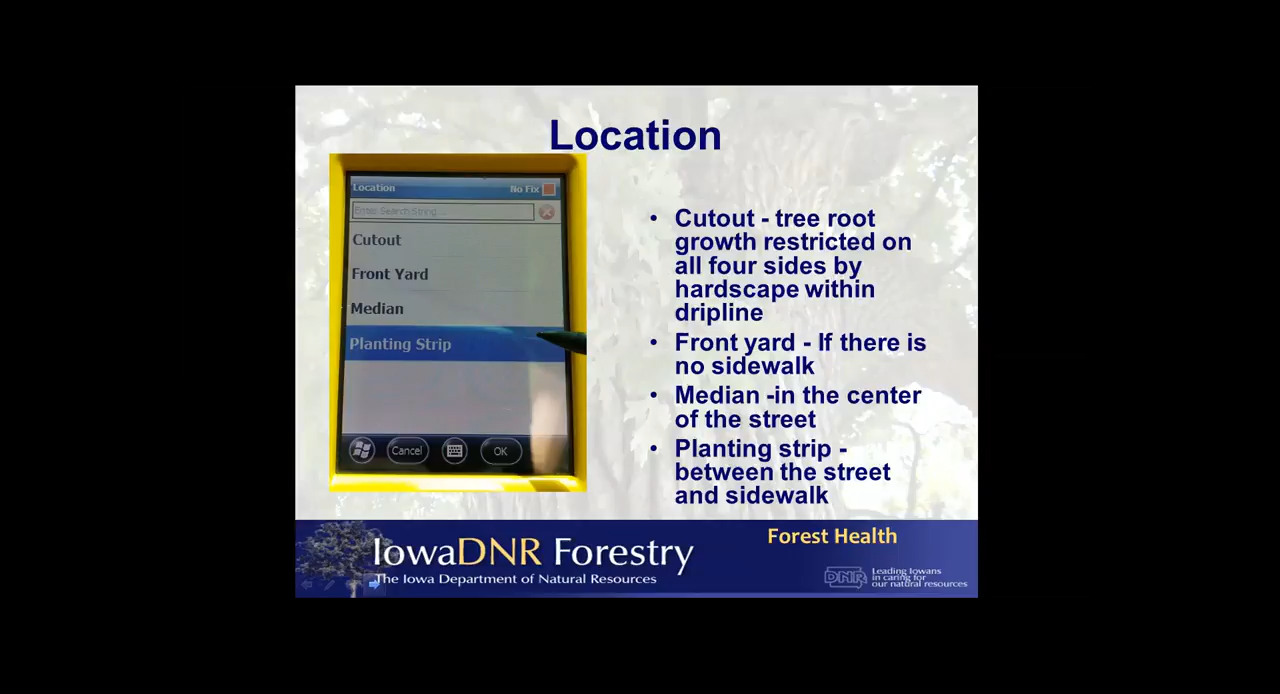 Location
Location No Fix
Enter Search String...
Cutout
Front Yard
Median
Planting Strip
Cancel
OK
• Cutout - tree root
growth restricted on
all four sides by
hardscape within
dripline
• Front yard - If there is
no sidewalk
• Median -in the center
of the street
• Planting strip -
between the street
and sidewalk
Forest Health
IowaDNR Forestry
The Iowa Department of Natural Resources
DNR
Leading Iowans
in caring for
our natural resources